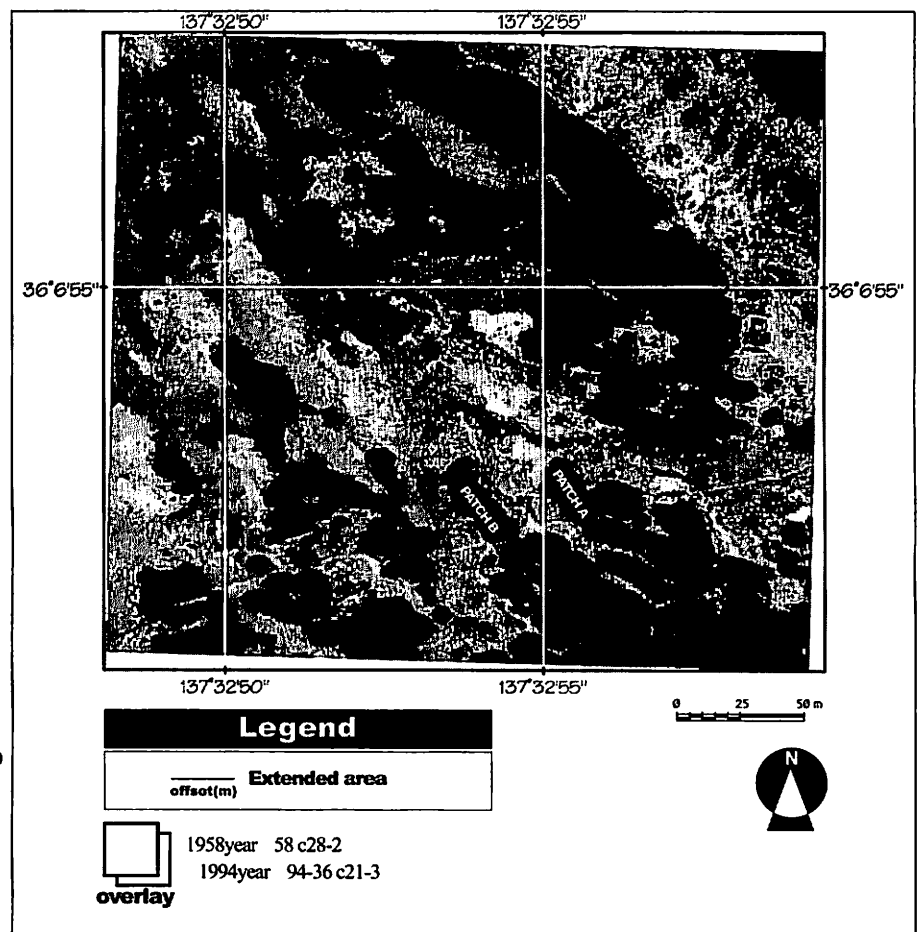 137°32'50" 137°32'55"
36°6'55" 36°6'55"
PATCH B PATCH A
137°32'50" 137°32'55"
0 25 50 m
Legend
Extended area
offsot(m)
N
1958year 58 c28-2
1994year 94-36 c21-3
overlay